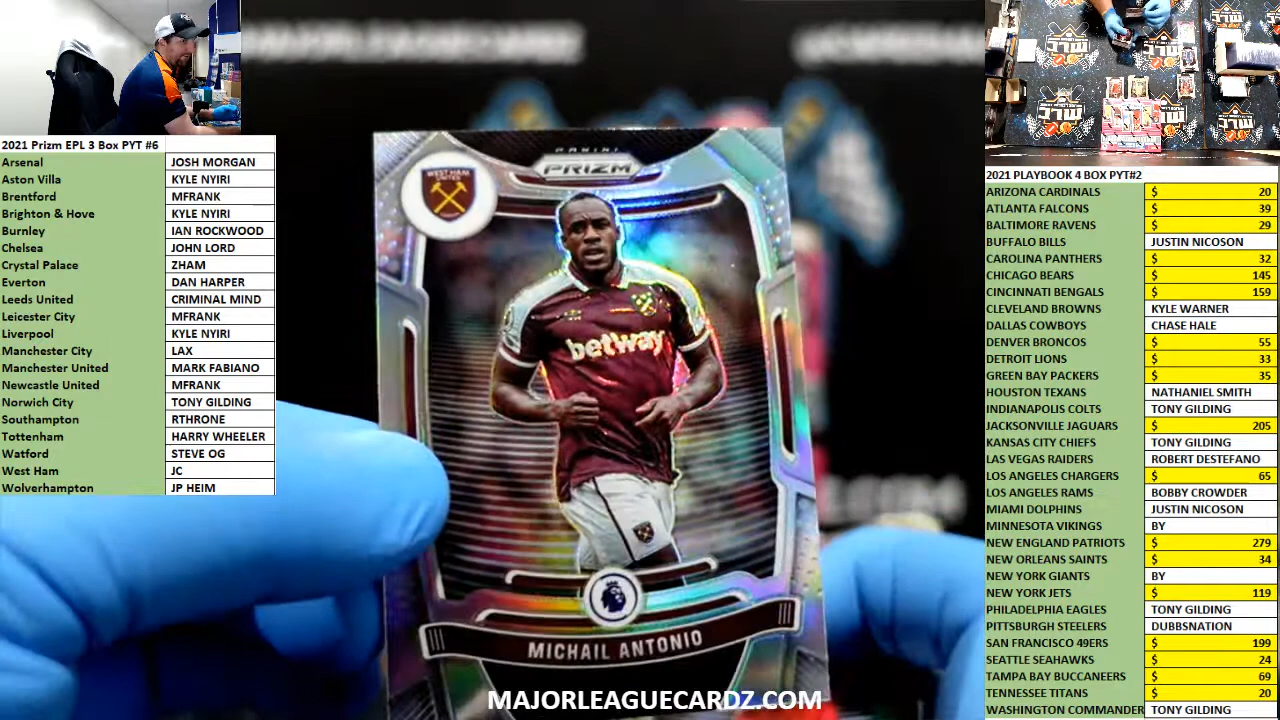 2021 Prizm EPL 3 Box PYT #6
Arsenal JOSH MORGAN
Aston Villa KYLE NYIRI
Brentford MFRANK
Brighton & Hove KYLE NYIRI
Burnley IAN ROCKWOOD
Chelsea JOHN LORD
Crystal Palace ZHAM
Everton DAN HARPER
Leeds United CRIMINAL MIND
Leicester City MFRANK
Liverpool KYLE NYIRI
Manchester City LAX
Manchester United MARK FABIANO
Newcastle United MFRANK
Norwich City TONY GILDING
Southampton RTHRONE
Tottenham HARRY WHEELER
Watford STEVE OG
West Ham JC
Wolverhampton JP HEIM
PANINI
PRIZM
WEST HAM
UNITED
betway
MICHAIL ANTONIO
MAJORLEAGUECARDZ.COM
2021 PLAYBOOK 4 BOX PYT#2
ARIZONA CARDINALS $ 20
ATLANTA FALCONS $ 39
BALTIMORE RAVENS $ 29
BUFFALO BILLS JUSTIN NICOSON
CAROLINA PANTHERS $ 32
CHICAGO BEARS $ 145
CINCINNATI BENGALS $ 159
CLEVELAND BROWNS KYLE WARNER
DALLAS COWBOYS CHASE HALE
DENVER BRONCOS $ 55
DETROIT LIONS $ 33
GREEN BAY PACKERS $ 35
HOUSTON TEXANS NATHANIEL SMITH
INDIANAPOLIS COLTS TONY GILDING
JACKSONVILLE JAGUARS $ 205
KANSAS CITY CHIEFS TONY GILDING
LAS VEGAS RAIDERS ROBERT DESTEFANO
LOS ANGELES CHARGERS $ 65
LOS ANGELES RAMS BOBBY CROWDER
MIAMI DOLPHINS JUSTIN NICOSON
MINNESOTA VIKINGS BY
NEW ENGLAND PATRIOTS $ 279
NEW ORLEANS SAINTS $ 34
NEW YORK GIANTS BY
NEW YORK JETS $ 119
PHILADELPHIA EAGLES TONY GILDING
PITTSBURGH STEELERS DUBBSNATION
SAN FRANCISCO 49ERS $ 199
SEATTLE SEAHAWKS $ 24
TAMPA BAY BUCCANEERS $ 69
TENNESSEE TITANS $ 20
WASHINGTON COMMANDER TONY GILDING